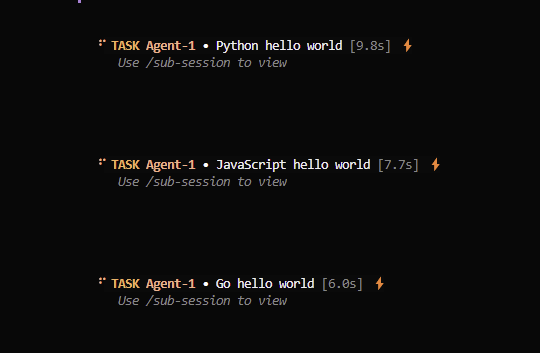 TASK Agent-1 • Python hello world [9.8s] ⚡
Use /sub-session to view
TASK Agent-1 • JavaScript hello world [7.7s] ⚡
Use /sub-session to view
TASK Agent-1 • Go hello world [6.0s] ⚡
Use /sub-session to view